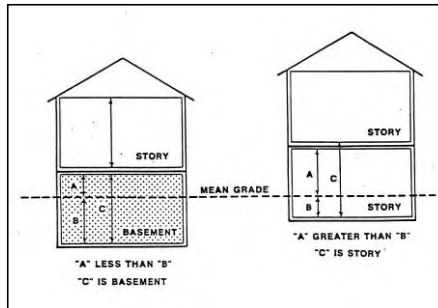 STORY
A
C
B
BASEMENT
"A" LESS THAN "B"
"C" IS BASEMENT
MEAN GRADE
STORY
A
C
B
STORY
"A" GREATER THAN "B"
"C" IS STORY